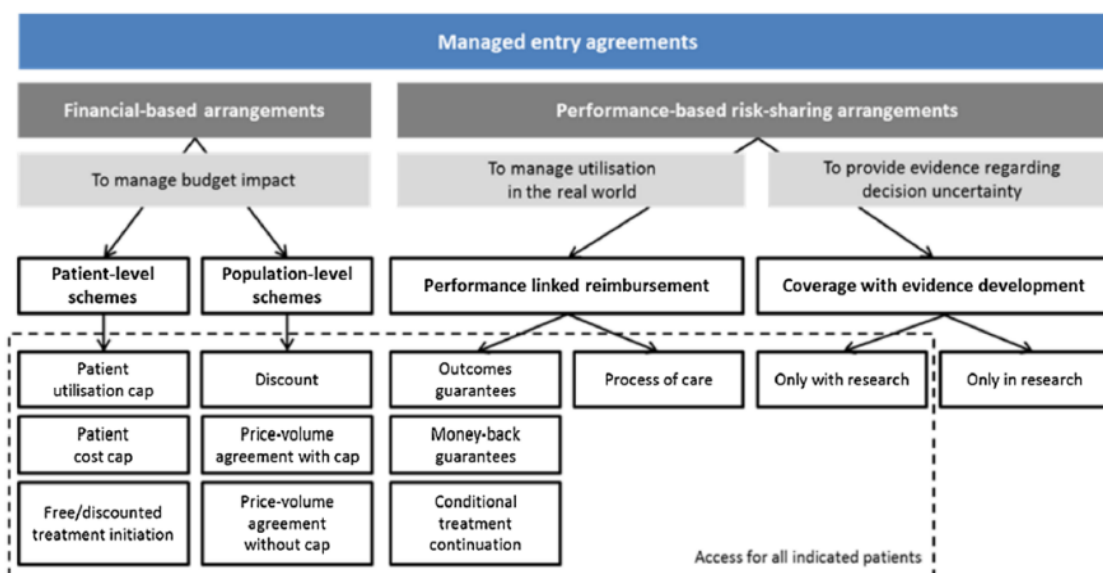 Managed entry agreements
Financial-based arrangements
Performance-based risk-sharing arrangements
To manage budget impact
To manage utilisation
in the real world
To provide evidence regarding
decision uncertainty
Patient-level
schemes
Population-level
schemes
Performance linked reimbursement
Coverage with evidence development
Patient
utilisation cap
Discount
Outcomes
guarantees
Process of care
Only with research
Only in research
Patient
cost cap
Price-volume
agreement with cap
Money-back
guarantees
Free/discounted
treatment initiation
Price-volume
agreement
without cap
Conditional
treatment
continuation
Access for all indicated patients